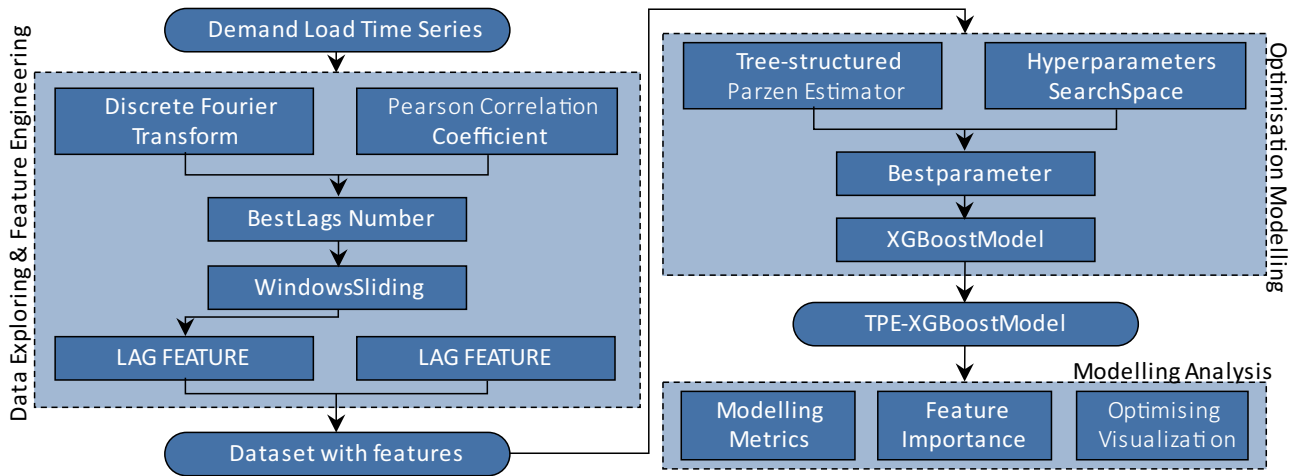 Demand Load Time Series
Data Exploring & Feature Engineering
Discrete Fourier
Transform
Pearson Correlation
Coefficient
BestLags Number
WindowsSliding
LAG FEATURE
LAG FEATURE
Dataset with features
Optimisation Modelling
Tree-structured
Parzen Estimator
Hyperparameters
SearchSpace
Bestparameter
XGBoostModel
TPE-XGBoostModel
Modelling Analysis
Modelling
Metrics
Feature
Importance
Optimising
Visualization